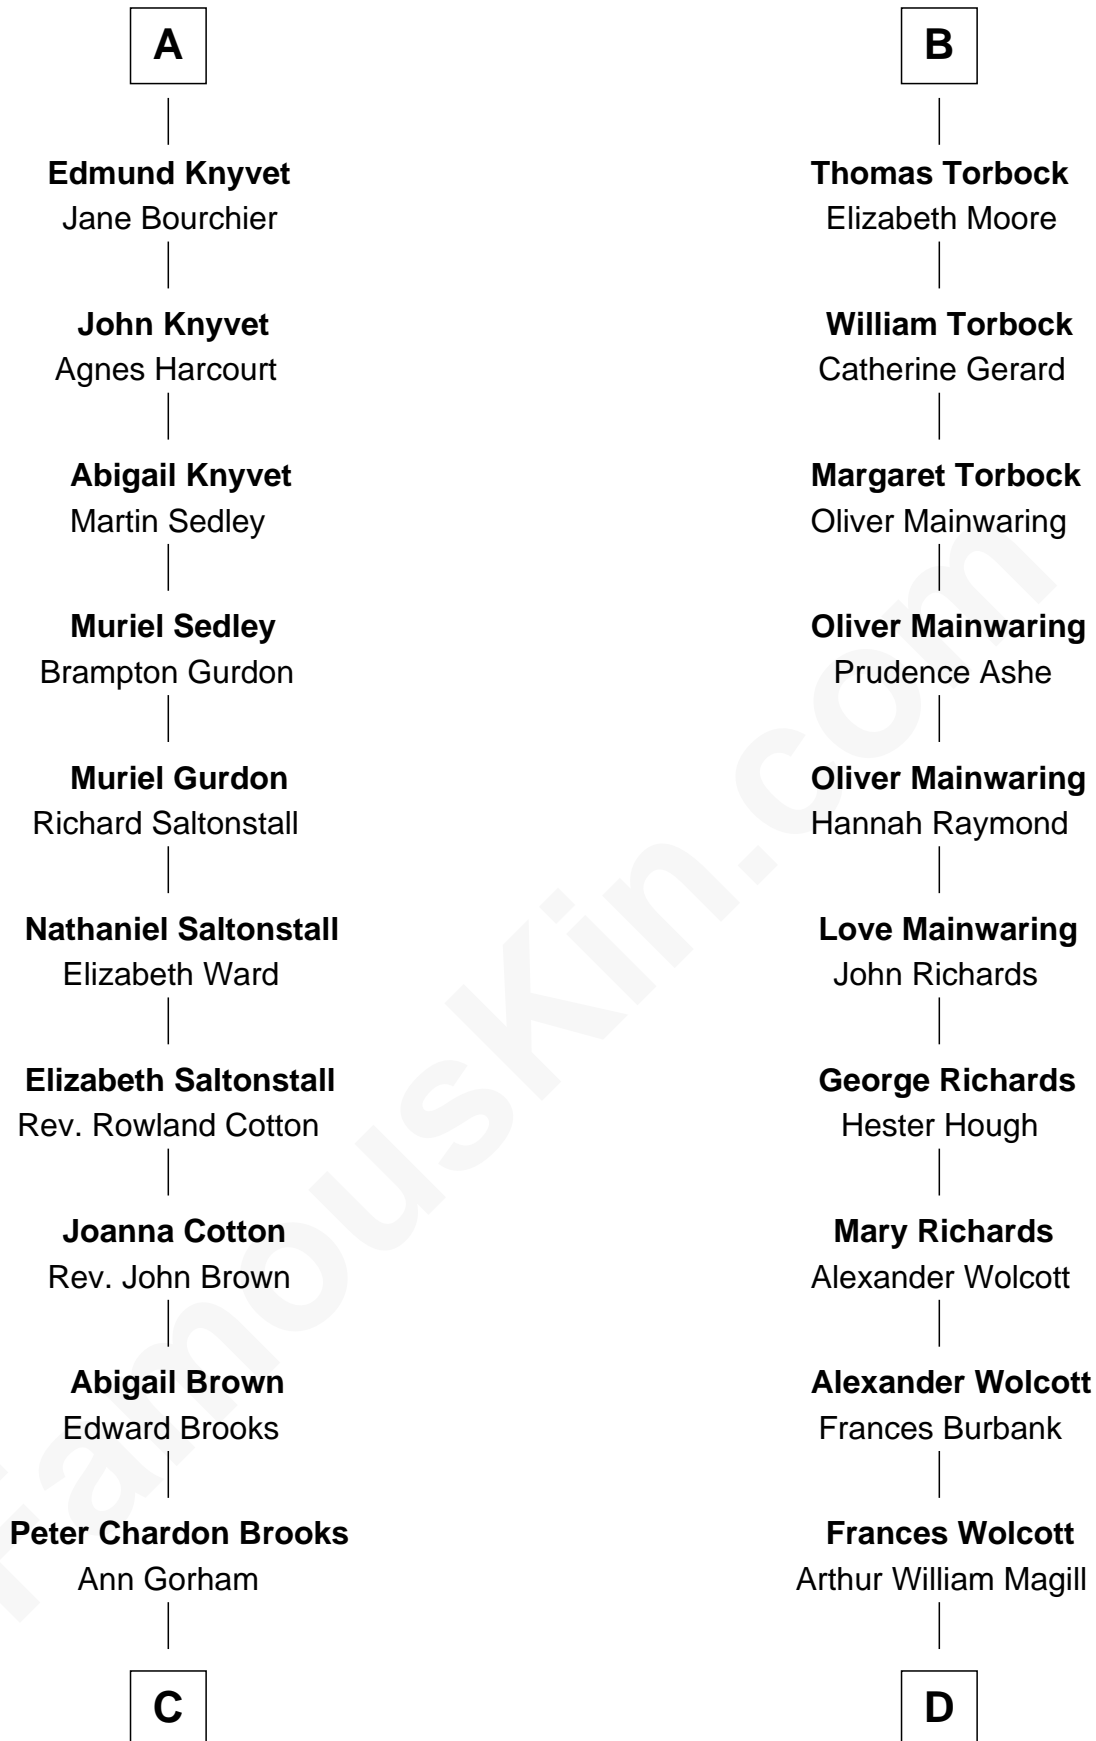 A
Edmund Knyvet
Jane Bourchier
John Knyvet
Agnes Harcourt
Abigail Knyvet
Martin Sedley
Muriel Sedley
Brampton Gurdon
Muriel Gurdon
Richard Saltonstall
Nathaniel Saltonstall
Elizabeth Ward
Elizabeth Saltonstall
Rev. Rowland Cotton
Joanna Cotton
Rev. John Brown
Abigail Brown
Edward Brooks
Peter Chardon Brooks
Ann Gorham
C
B
Thomas Torbock
Elizabeth Moore
William Torbock
Catherine Gerard
Margaret Torbock
Oliver Mainwaring
Oliver Mainwaring
Prudence Ashe
Oliver Mainwaring
Hannah Raymond
Love Mainwaring
John Richards
George Richards
Hester Hough
Mary Richards
Alexander Wolcott
Alexander Wolcott
Frances Burbank
Frances Wolcott
Arthur William Magill
D
FamousKin.com